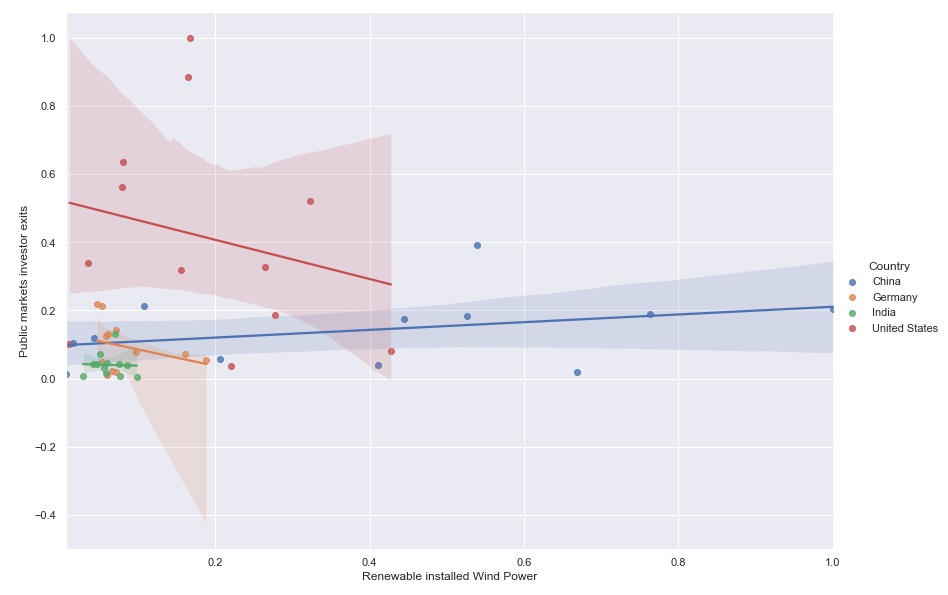 1.0
0.8
0.6
0.4
0.2
0.0
−0.2
−0.4
Public markets investor exits
0.2
0.4
0.6
0.8
1.0
Renewable installed Wind Power
Country
China
Germany
India
United States